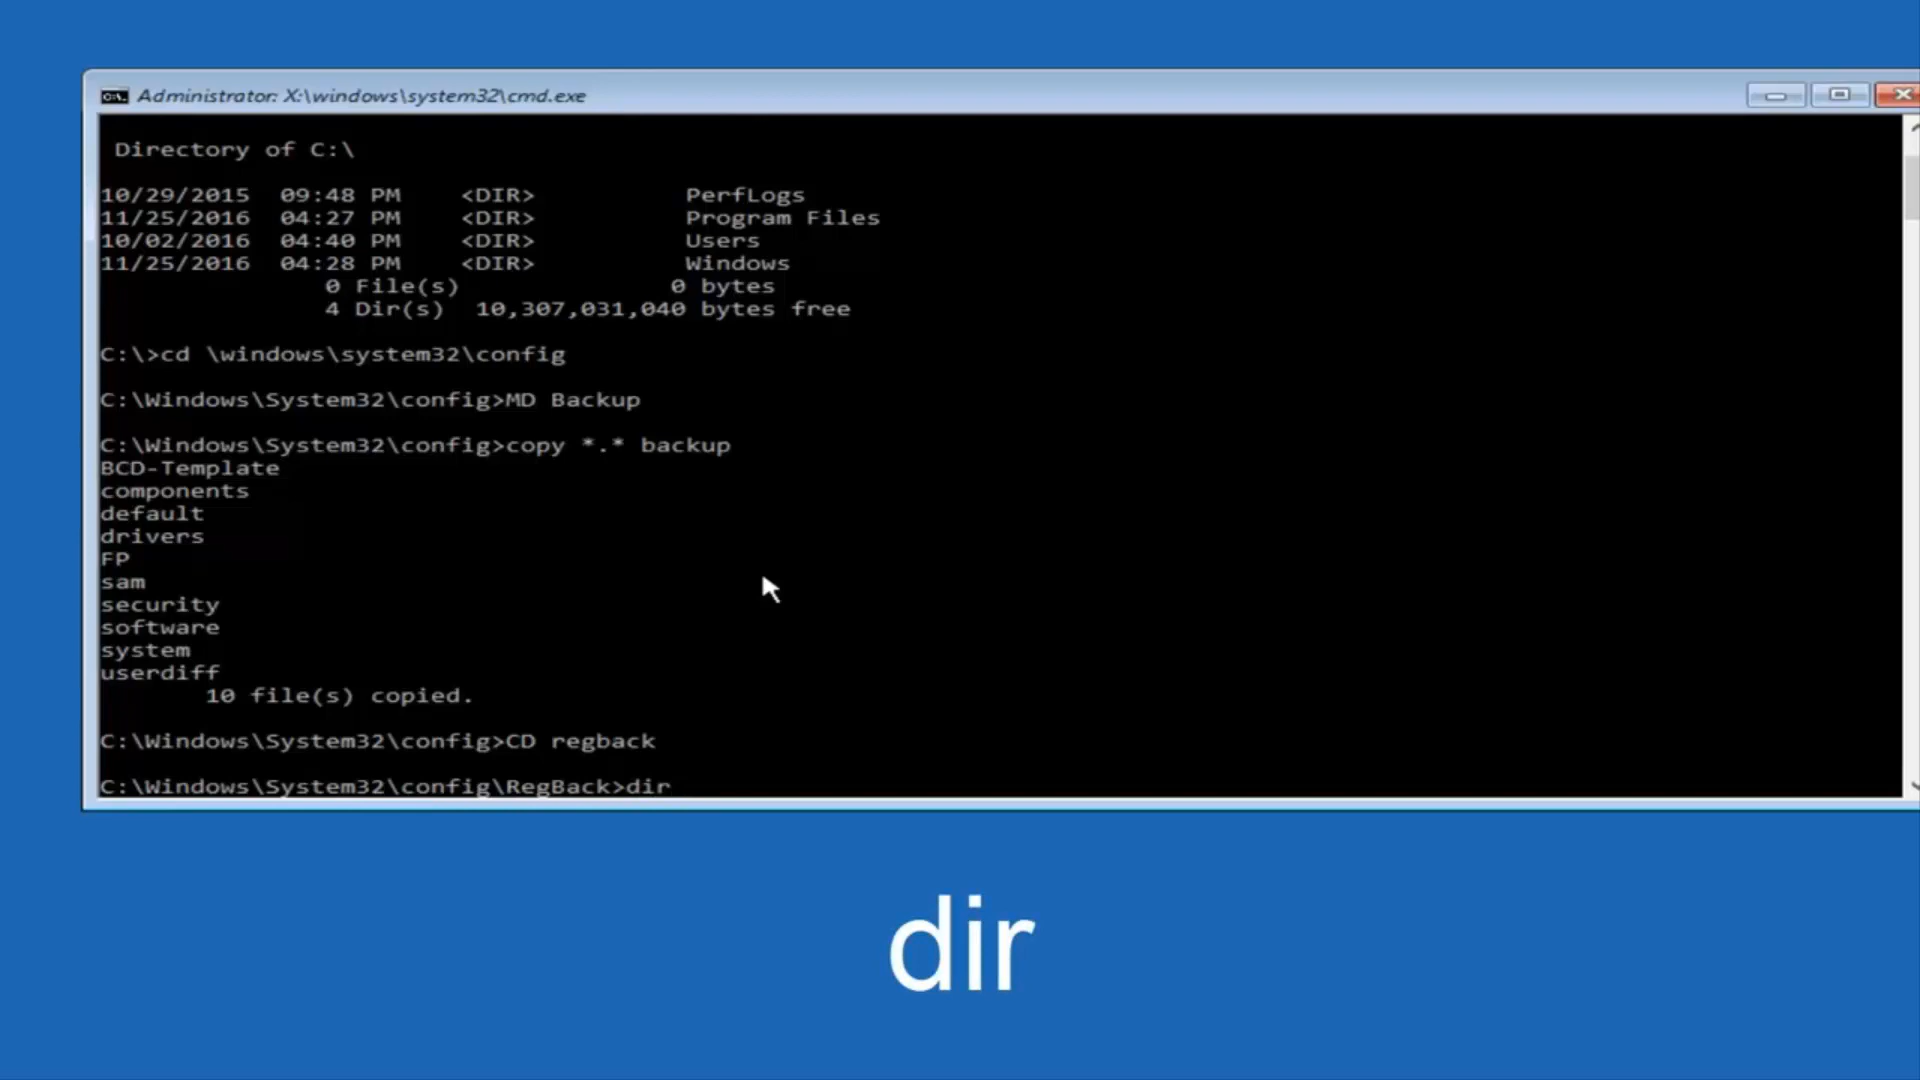 Administrator: X:\windows\system32\cmd.exe
Directory of C:\
10/29/2015  09:48 PM    <DIR>          PerfLogs
11/25/2016  04:27 PM    <DIR>          Program Files
10/02/2016  04:40 PM    <DIR>          Users
11/25/2016  04:28 PM    <DIR>          Windows
0 File(s)              0 bytes
4 Dir(s)  10,307,031,040 bytes free
C:\>cd \windows\system32\config
C:\Windows\System32\config>MD Backup
C:\Windows\System32\config>copy *.* backup
BCD-Template
components
default
drivers
FP
sam
security
software
system
userdiff
10 file(s) copied.
C:\Windows\System32\config>CD regback
C:\Windows\System32\config\RegBack>dir
dir